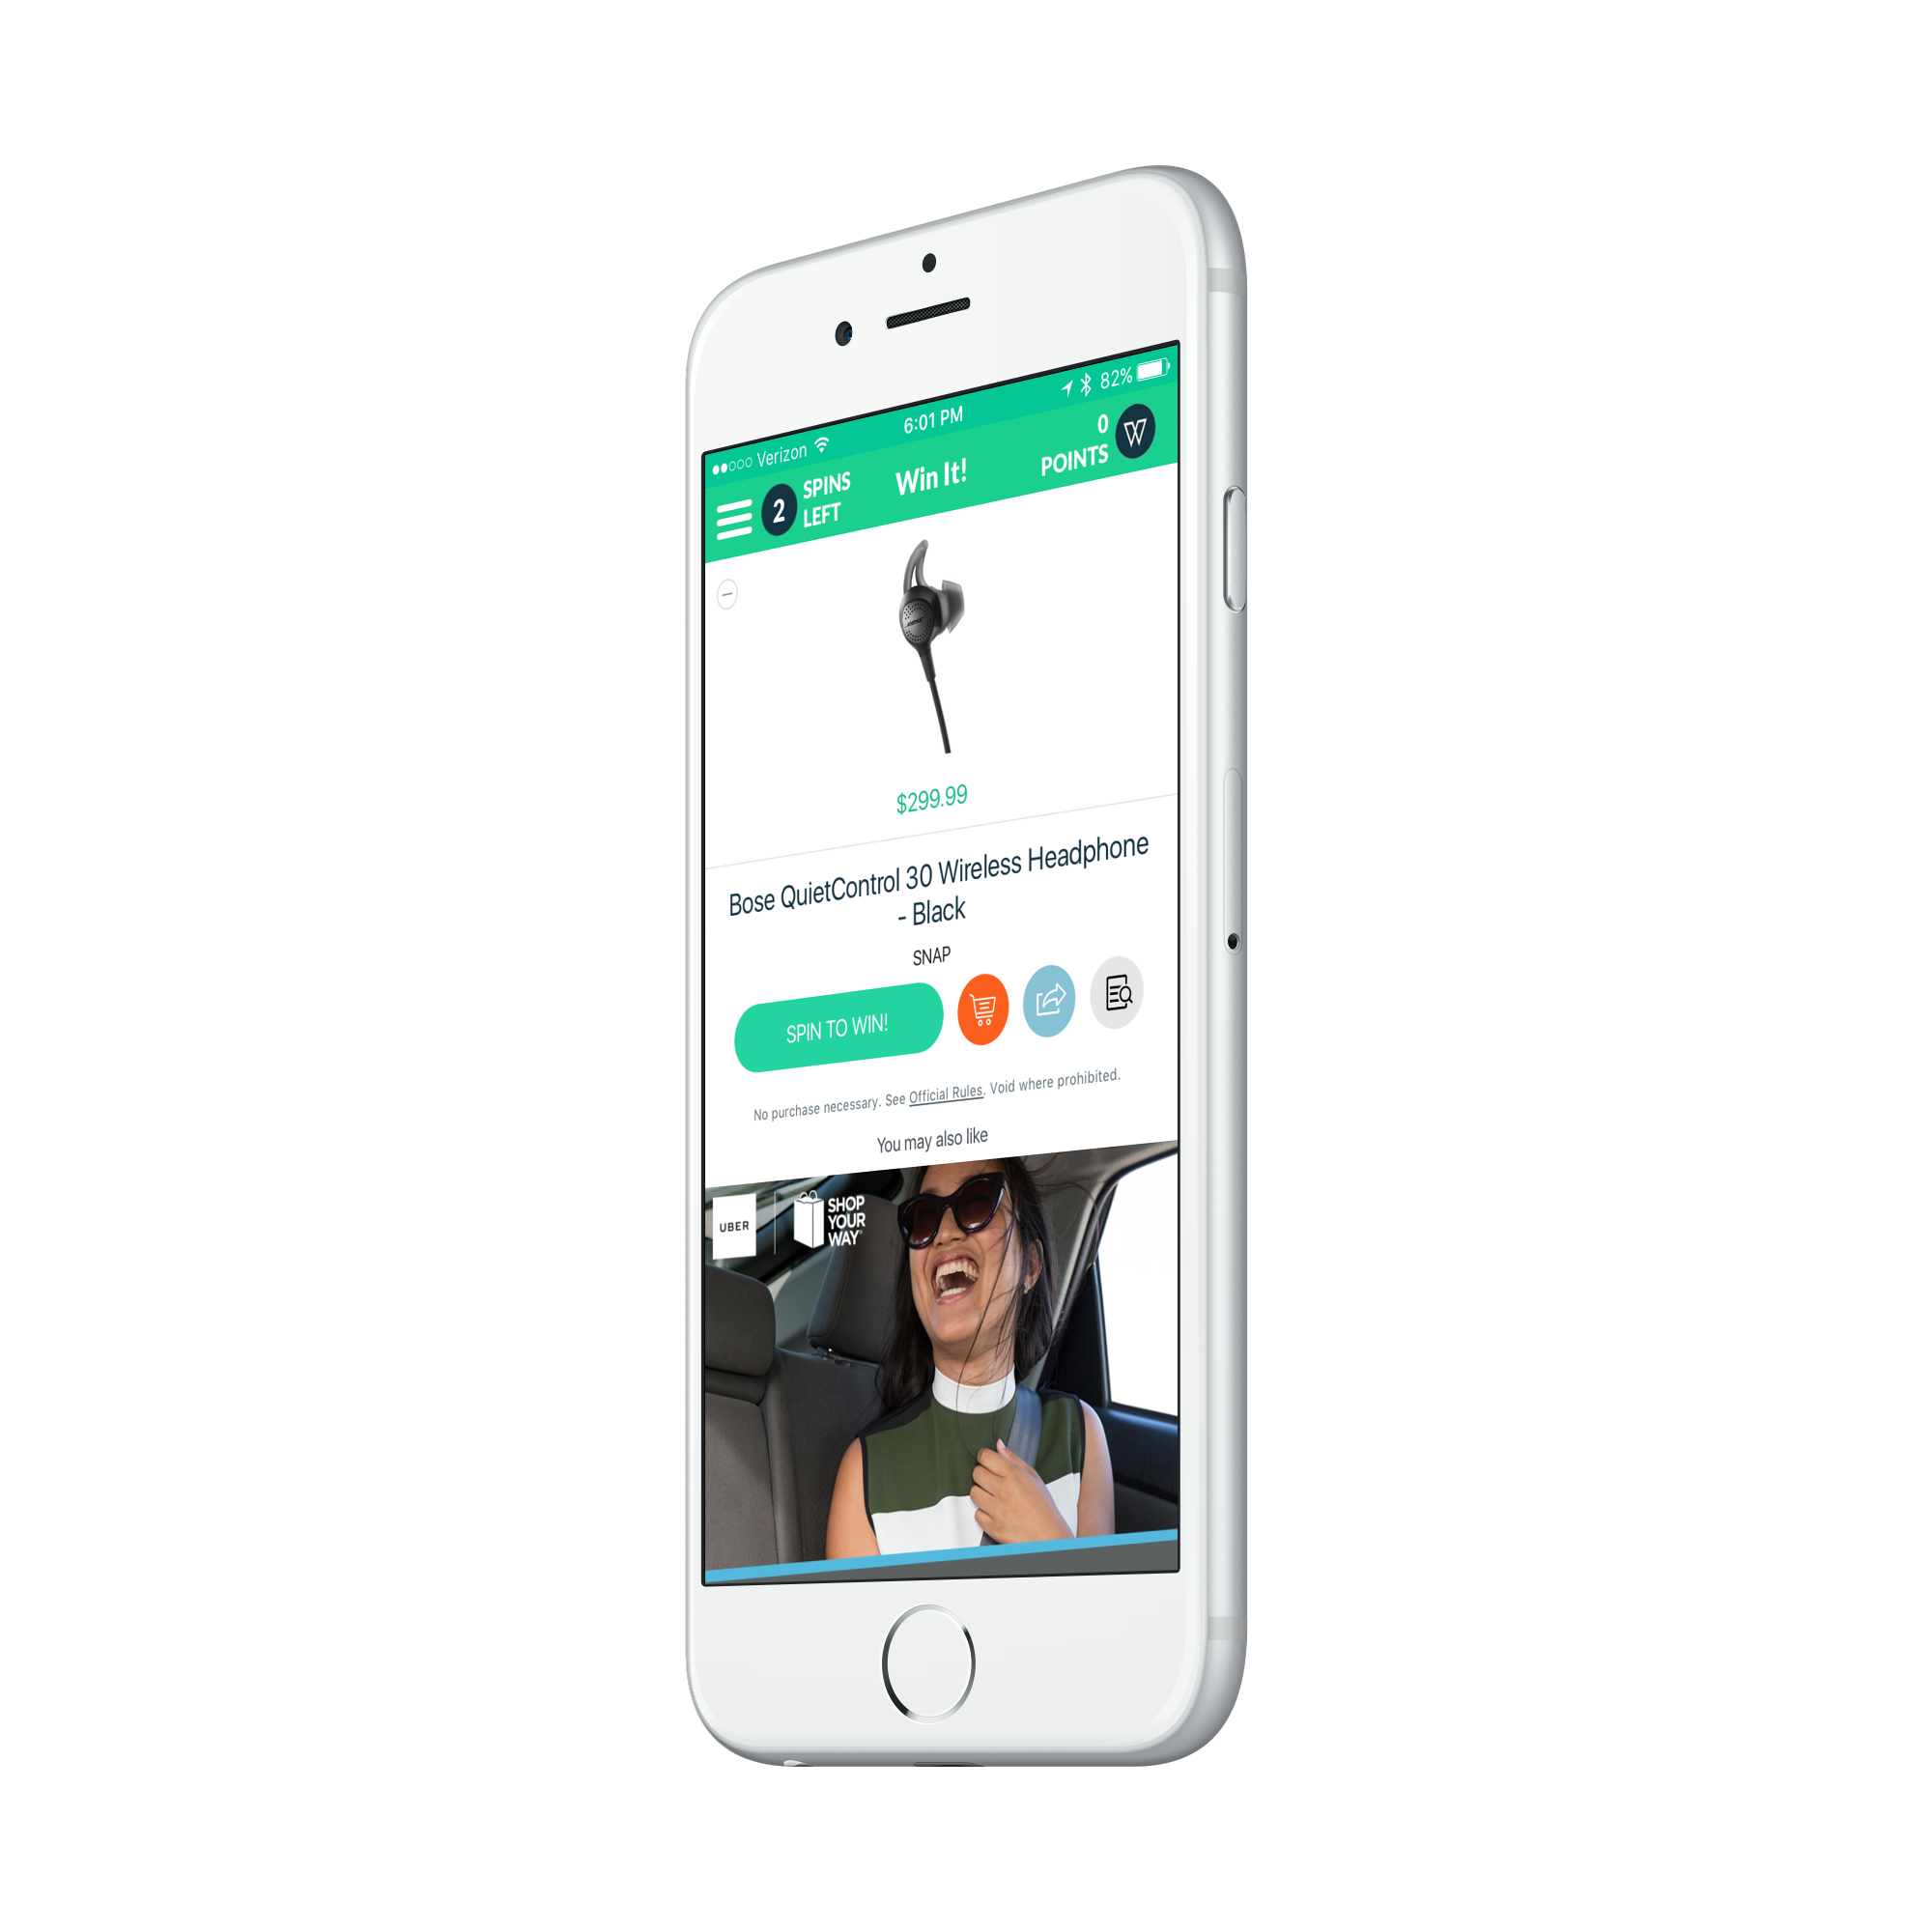 Verizon
6:01 PM
82%
2
SPINS
LEFT
Win It!
0
POINTS
W
BOSE
$299.99
Bose QuietControl 30 Wireless Headphone
- Black
SNAP
SPIN TO WIN!
No purchase necessary. See Official Rules. Void where prohibited.
You may also like
UBER
SHOP
YOUR
WAY